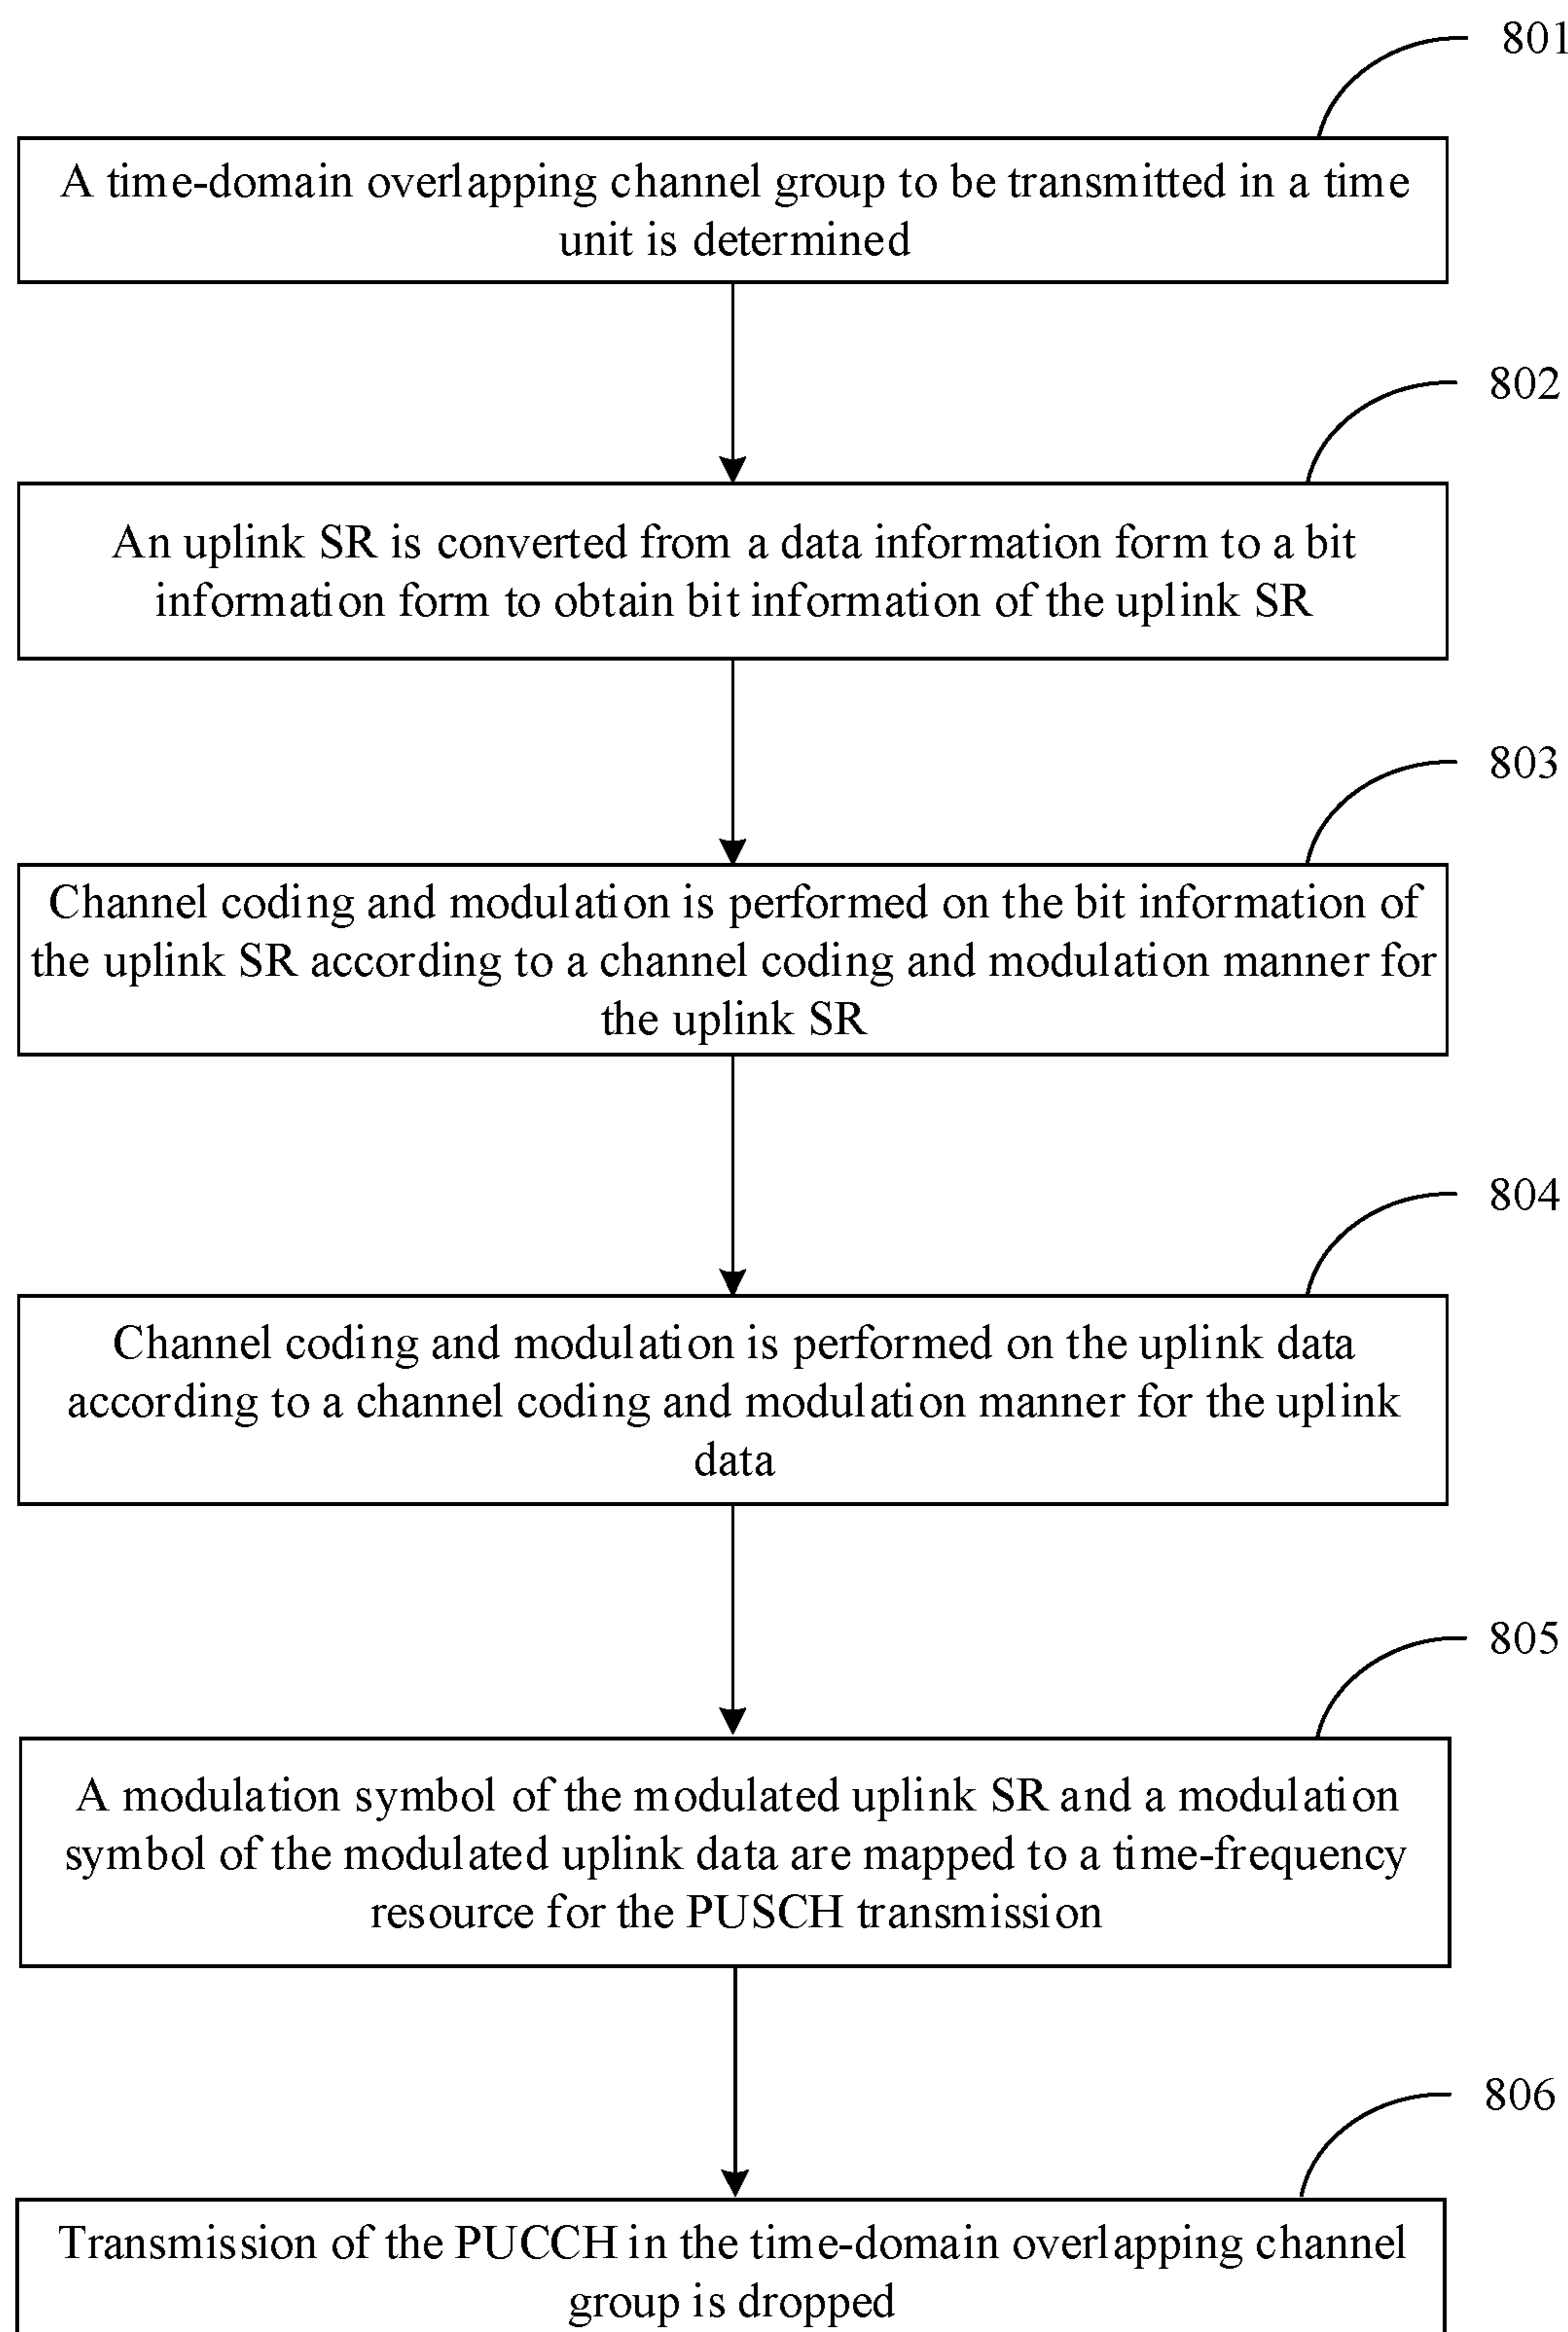 801
A time-domain overlapping channel group to be transmitted in a time
unit is determined
802
An uplink SR is converted from a data information form to a bit
information form to obtain bit information of the uplink SR
803
Channel coding and modulation is performed on the bit information of
the uplink SR according to a channel coding and modulation manner for
the uplink SR
804
Channel coding and modulation is performed on the uplink data
according to a channel coding and modulation manner for the uplink
data
805
A modulation symbol of the modulated uplink SR and a modulation
symbol of the modulated uplink data are mapped to a time-frequency
resource for the PUSCH transmission
806
Transmission of the PUCCH in the time-domain overlapping channel
group is dropped